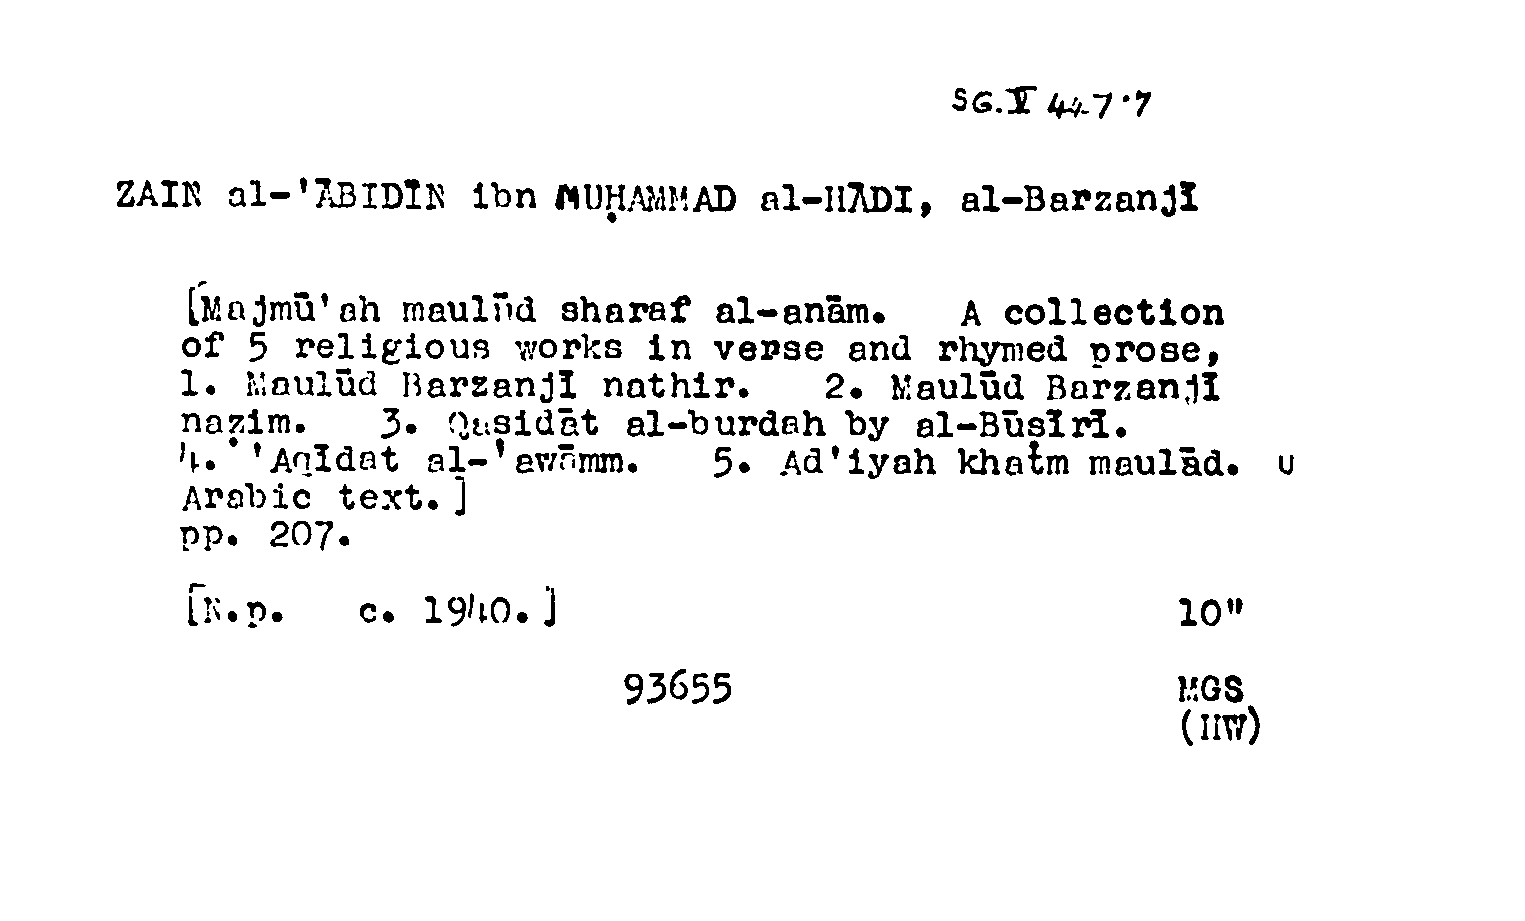 SG.V 447.7
ZAIN al-'ĀBIDĪN ibn MUḤAMMAD al-HĀDI, al-Barzanjī
[Majmū'ah maulūd sharaf al-anām. A collection
of 5 religious works in verse and rhymed prose,
1. Maulūd Barzanjī nathir. 2. Maulūd Barzanjī
naẓim. 3. Qasidāt al-burdah by al-Būṣīrī.
4. 'Aqīdat al-'awāmm. 5. Ad'iyah khatm maulād. u
Arabic text.]
pp. 207.
[N.p. c. 1940.] 10"
93655 MGS
(HW)